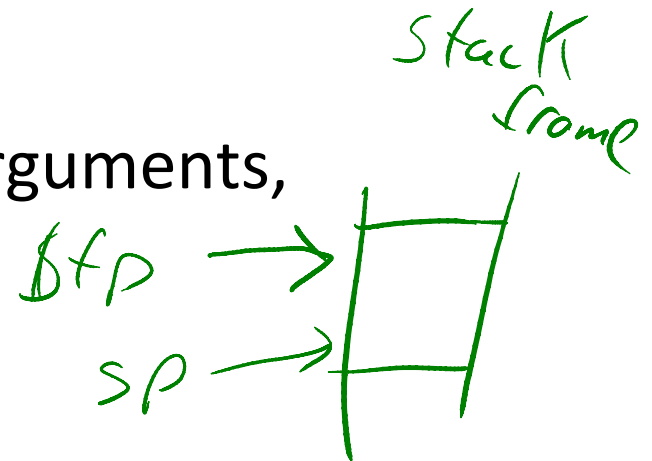 stack
frame
rguments,
$fp
sp